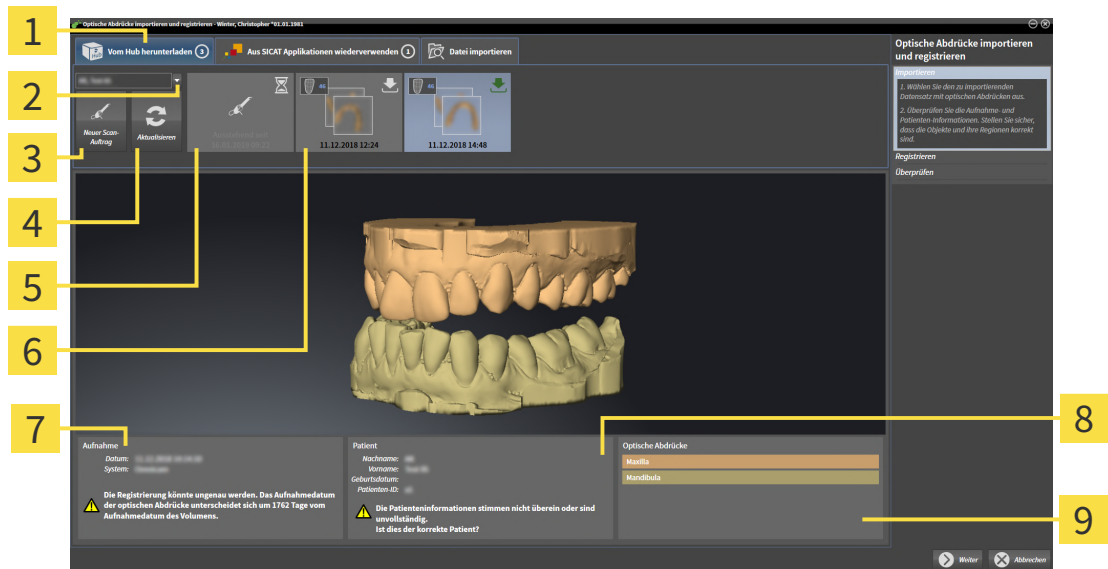 Optische Abdrücke importieren und registrieren - Winter, Christopher *01.01.1981
1
Vom Hub herunterladen 3
Aus SICAT Applikationen wiederverwenden 1
Datei importieren
Optische Abdrücke importieren
und registrieren
Importieren
1. Wählen Sie den zu importierenden
Datensatz mit optischen Abdrücken aus.
2. Überprüfen Sie die Aufnahme- und
Patienten-Informationen. Stellen Sie sicher,
dass die Objekte und ihre Regionen korrekt
sind.
Registrieren
Überprüfen
2
3
4
5
6
Neuer Scan-
Auftrag
Aktualisieren
46
11.12.2018 12:24
46
11.12.2018 14:48
7
Aufnahme
Datum:
System:
Die Registrierung könnte ungenau werden. Das Aufnahmedatum
der optischen Abdrücke unterscheidet sich um 1762 Tage vom
Aufnahmedatum des Volumens.
Patient
Nachname:
Vorname:
Geburtsdatum:
Patienten-ID:
Die Patienteninformationen stimmen nicht überein oder sind
unvollständig.
Ist dies der korrekte Patient?
8
Optische Abdrücke
Maxilla
Mandibula
9
Weiter
Abbrechen